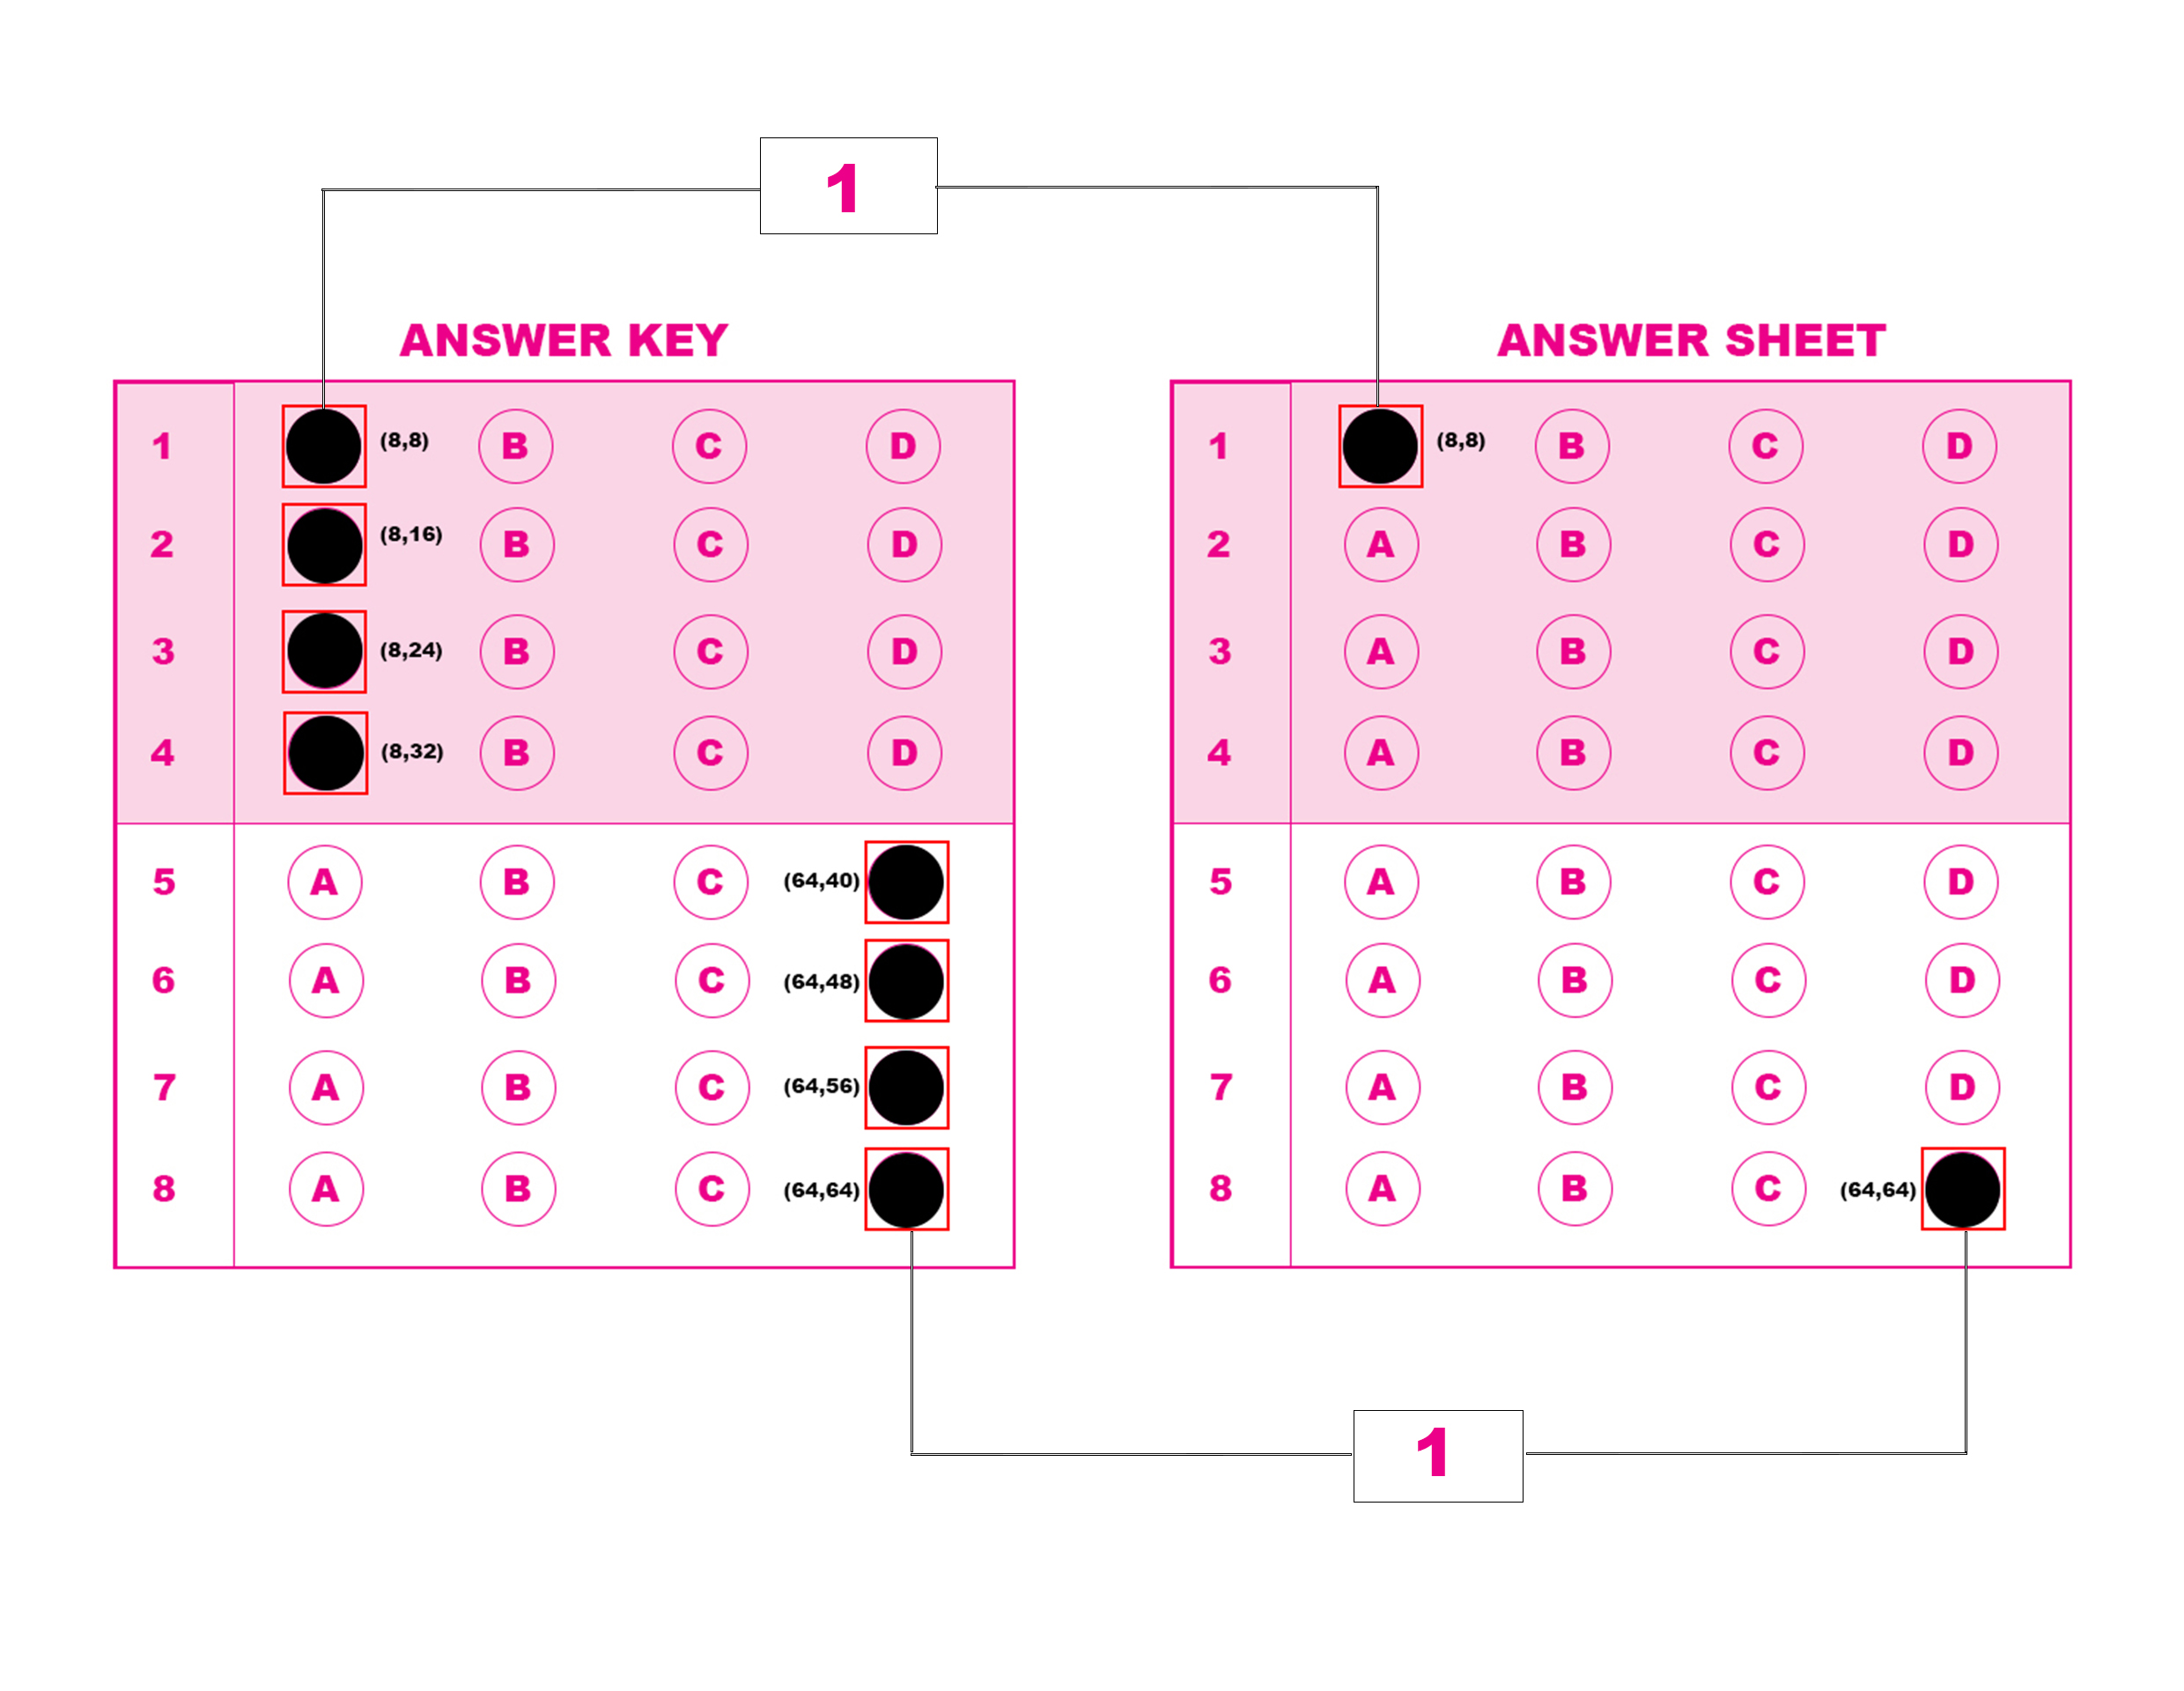 1
ANSWER KEY
1 (8,8) B C D
2 (8,16) B C D
3 (8,24) B C D
4 (8,32) B C D
5 A B C (64,40)
6 A B C (64,48)
7 A B C (64,56)
8 A B C (64,64)
ANSWER SHEET
1 (8,8) B C D
2 A B C D
3 A B C D
4 A B C D
5 A B C D
6 A B C D
7 A B C D
8 A B C (64,64)
1